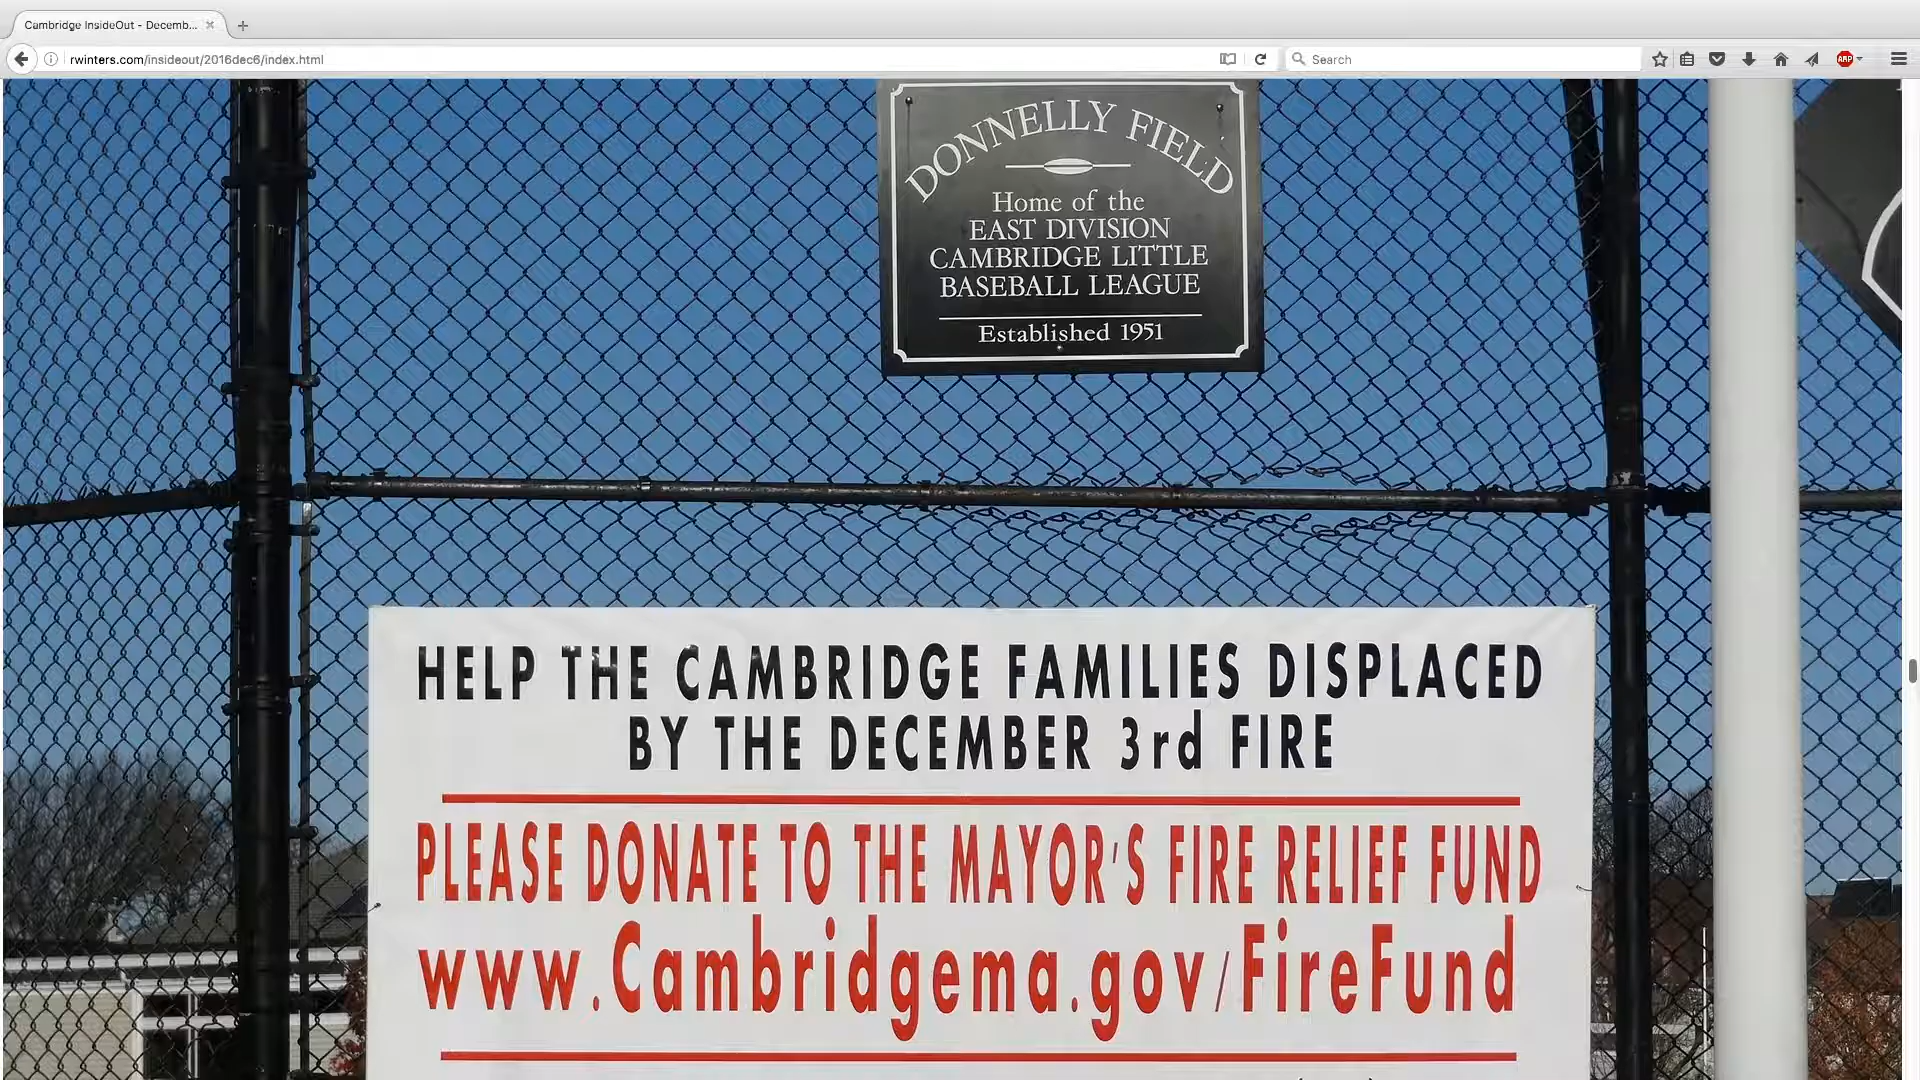 Cambridge InsideOut - Decemb...
rwinters.com/insideout/2016dec6/index.html
Search
ABP
DONNELLY FIELD
Home of the
EAST DIVISION
CAMBRIDGE LITTLE
BASEBALL LEAGUE
Established 1951
HELP THE CAMBRIDGE FAMILIES DISPLACED
BY THE DECEMBER 3rd FIRE
PLEASE DONATE TO THE MAYOR'S FIRE RELIEF FUND
www.Cambridgema.gov/FireFund